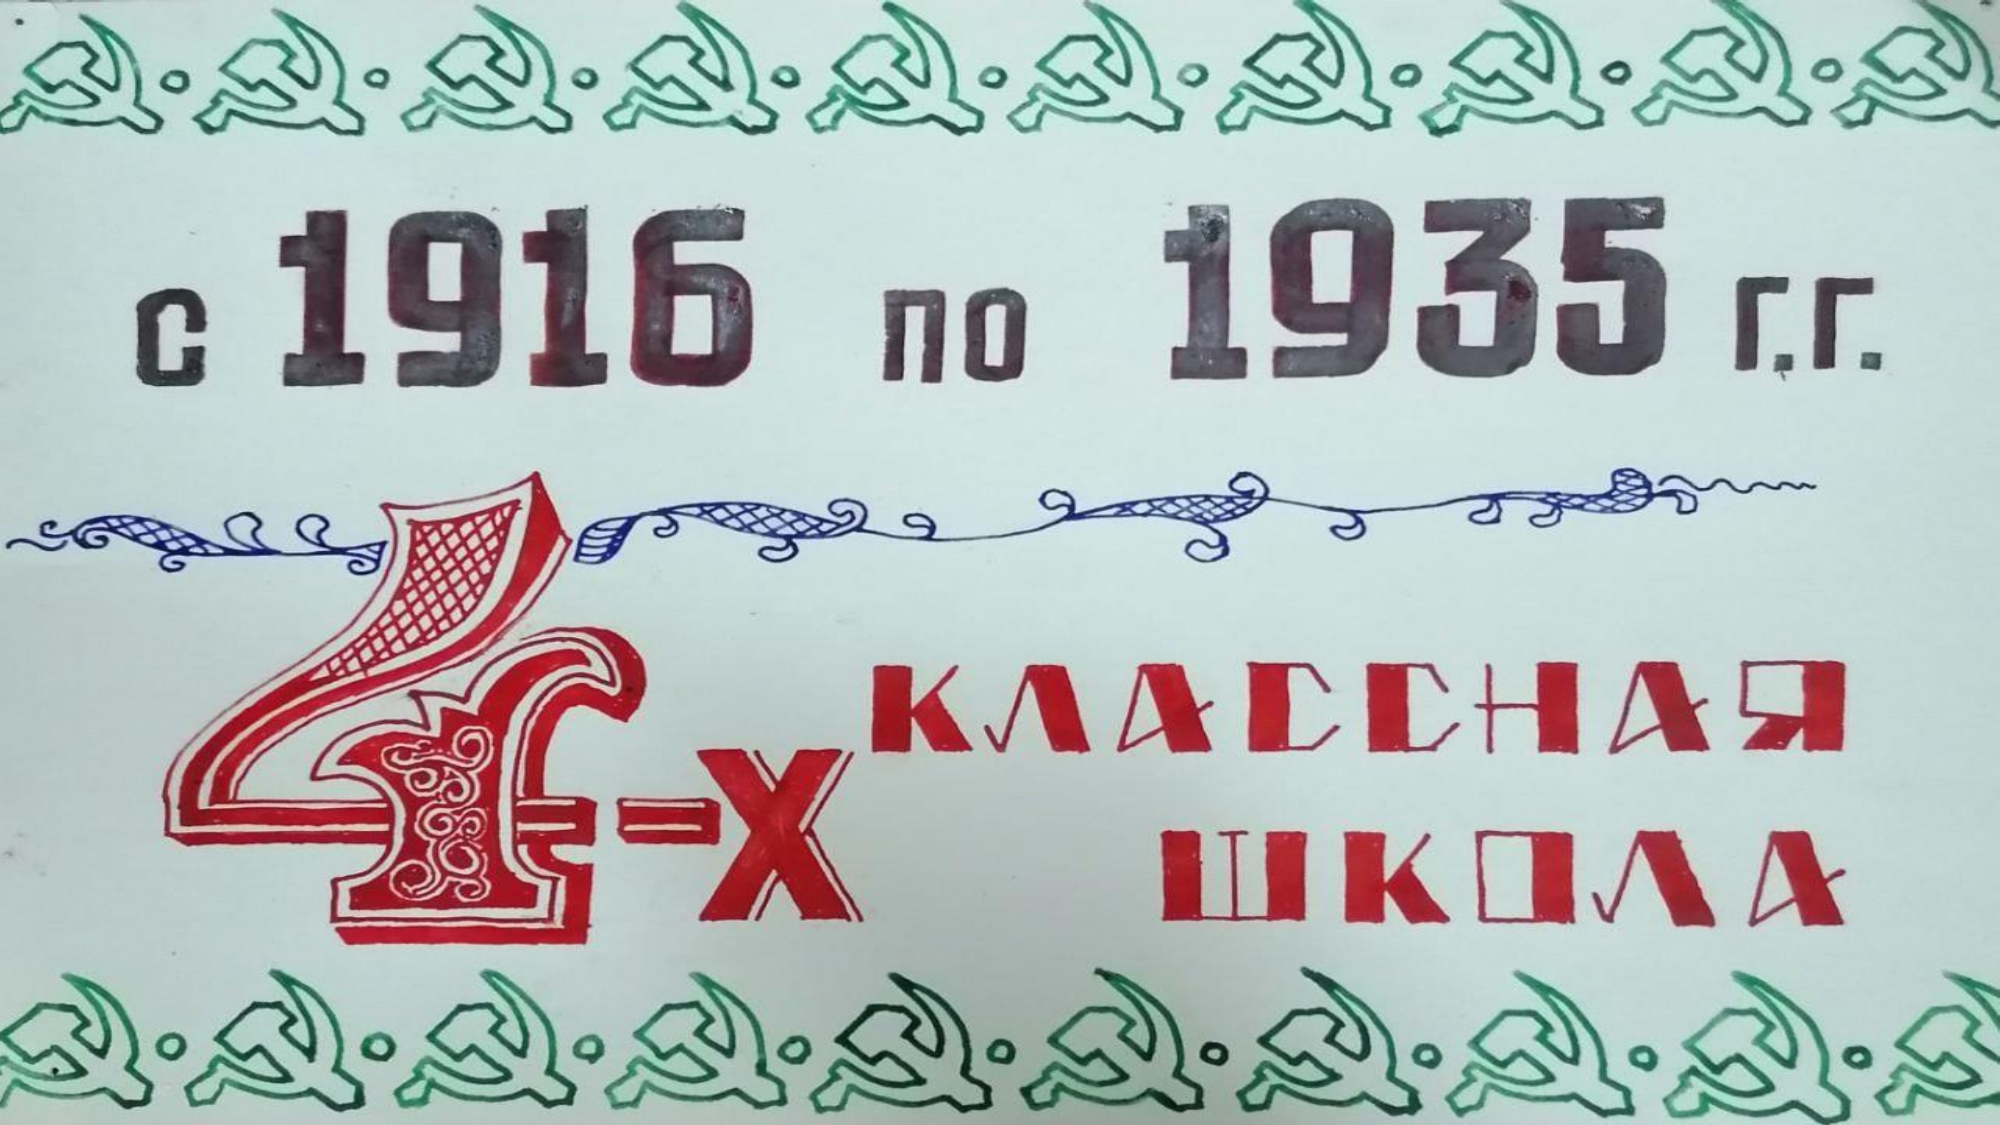 с 1916 по 1935 г.г.
4-х КЛАССНАЯ
ШКОЛА